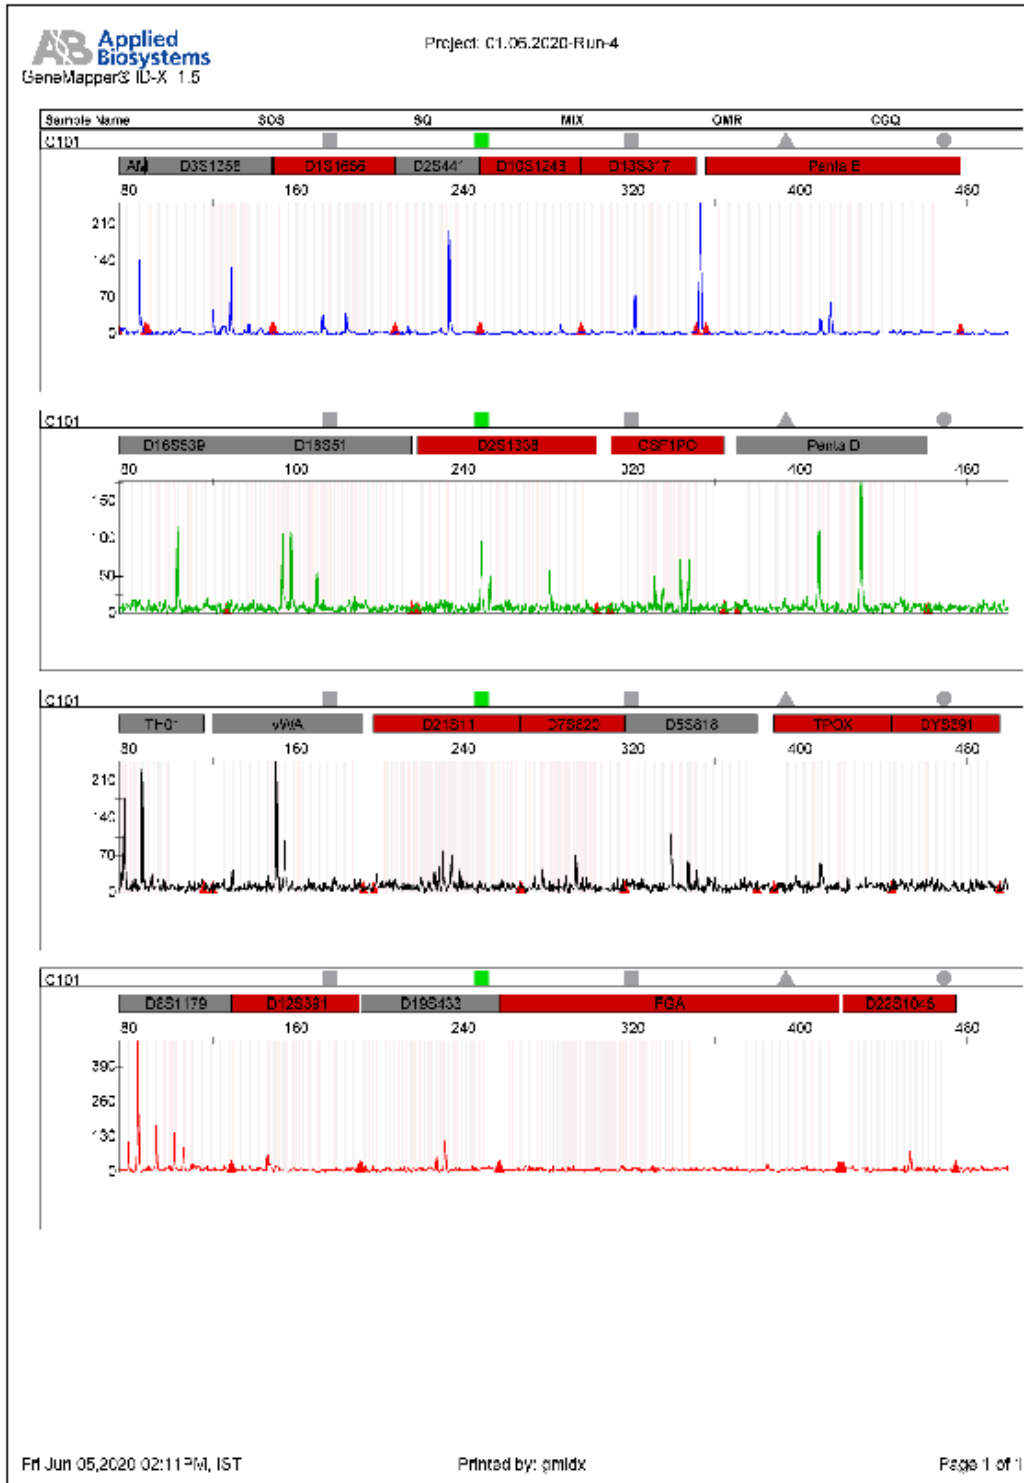 Applied
Biosystems
GeneMapper® ID-X 1.5
Project: 01.06.2020-Run-4
Sample Name SOS SQ MIX OMR CGQ
C101
AM D3S1358 D1S1656 D2S441 D10S1248 D13S317 Penta E
80 160 240 320 400 480
210
140
70
0
C101
D16S539 D18S51 D2S1338 CSF1PO Penta D
80 160 240 320 400 480
150
100
50
0
C101
TH01 vWA D21S11 D7S820 D5S818 TPOX DYS391
80 160 240 320 400 480
210
140
70
0
C101
D8S1179 D12S391 D19S433 FGA D22S1045
80 160 240 320 400 480
390
260
130
0
Fri Jun 05,2020 02:11PM, IST
Printed by: gmidx
Page 1 of 1